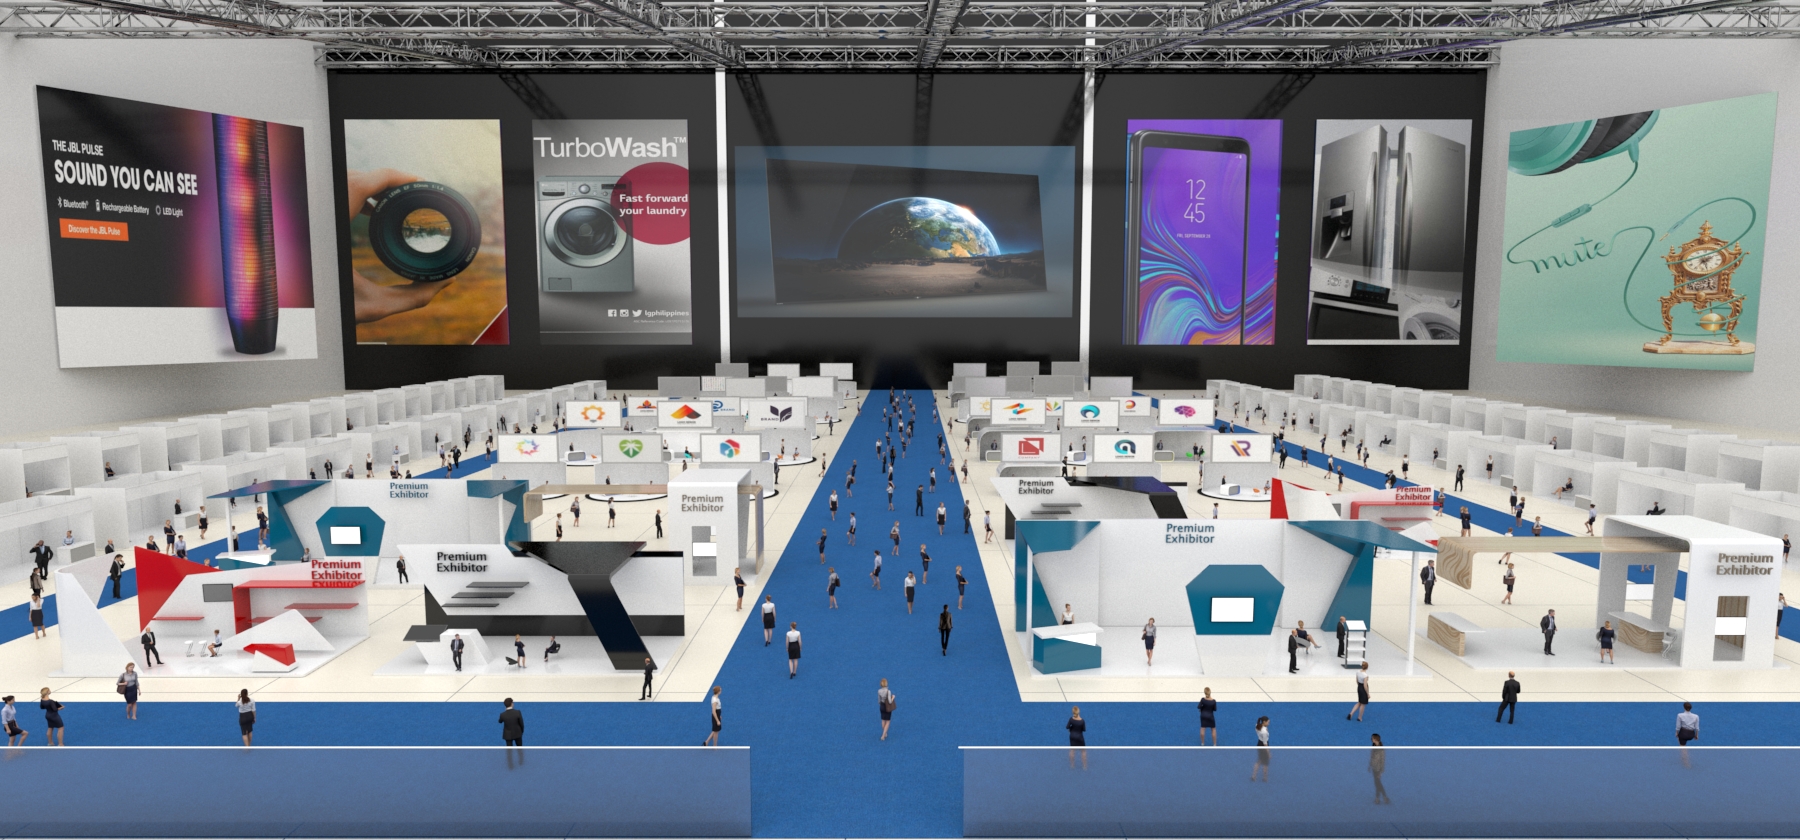 THE JBL PULSE
SOUND YOU CAN SEE
Bluetooth® Rechargeable Battery LED Light
Discover the JBL Pulse
TurboWash™
Fast forward
your laundry
lgphilippines
12
45
mute
Premium
Exhibitor
Premium
Exhibitor
Premium
Exhibitor
Premium
Exhibitor
Premium
Exhibitor
Premium
Exhibitor
Premium
Exhibitor
Premium
Exhibitor